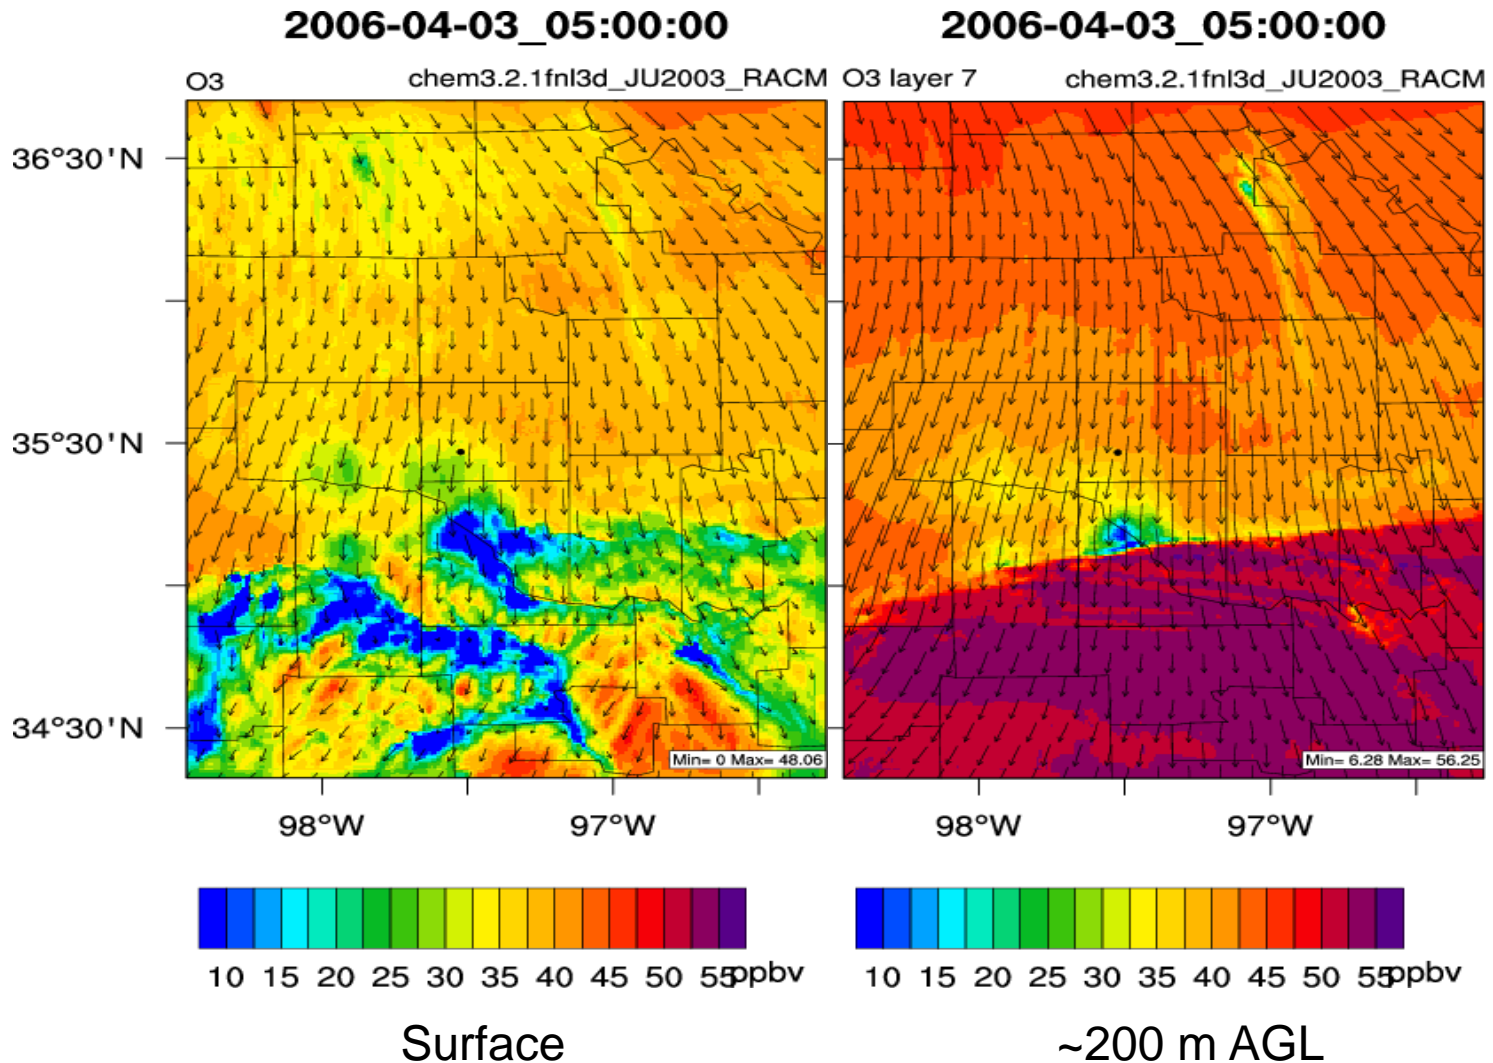 2006-04-03_05:00:00 2006-04-03_05:00:00
O3 chem3.2.1fnl3d_JU2003_RACM O3 layer 7 chem3.2.1fnl3d_JU2003_RACM
36°30'N
35°30'N
34°30'N
Min= 0 Max= 48.06 Min= 6.28 Max= 56.25
98°W 97°W 98°W 97°W
10 15 20 25 30 35 40 45 50 55ppbv 10 15 20 25 30 35 40 45 50 55ppbv
Surface ~200 m AGL